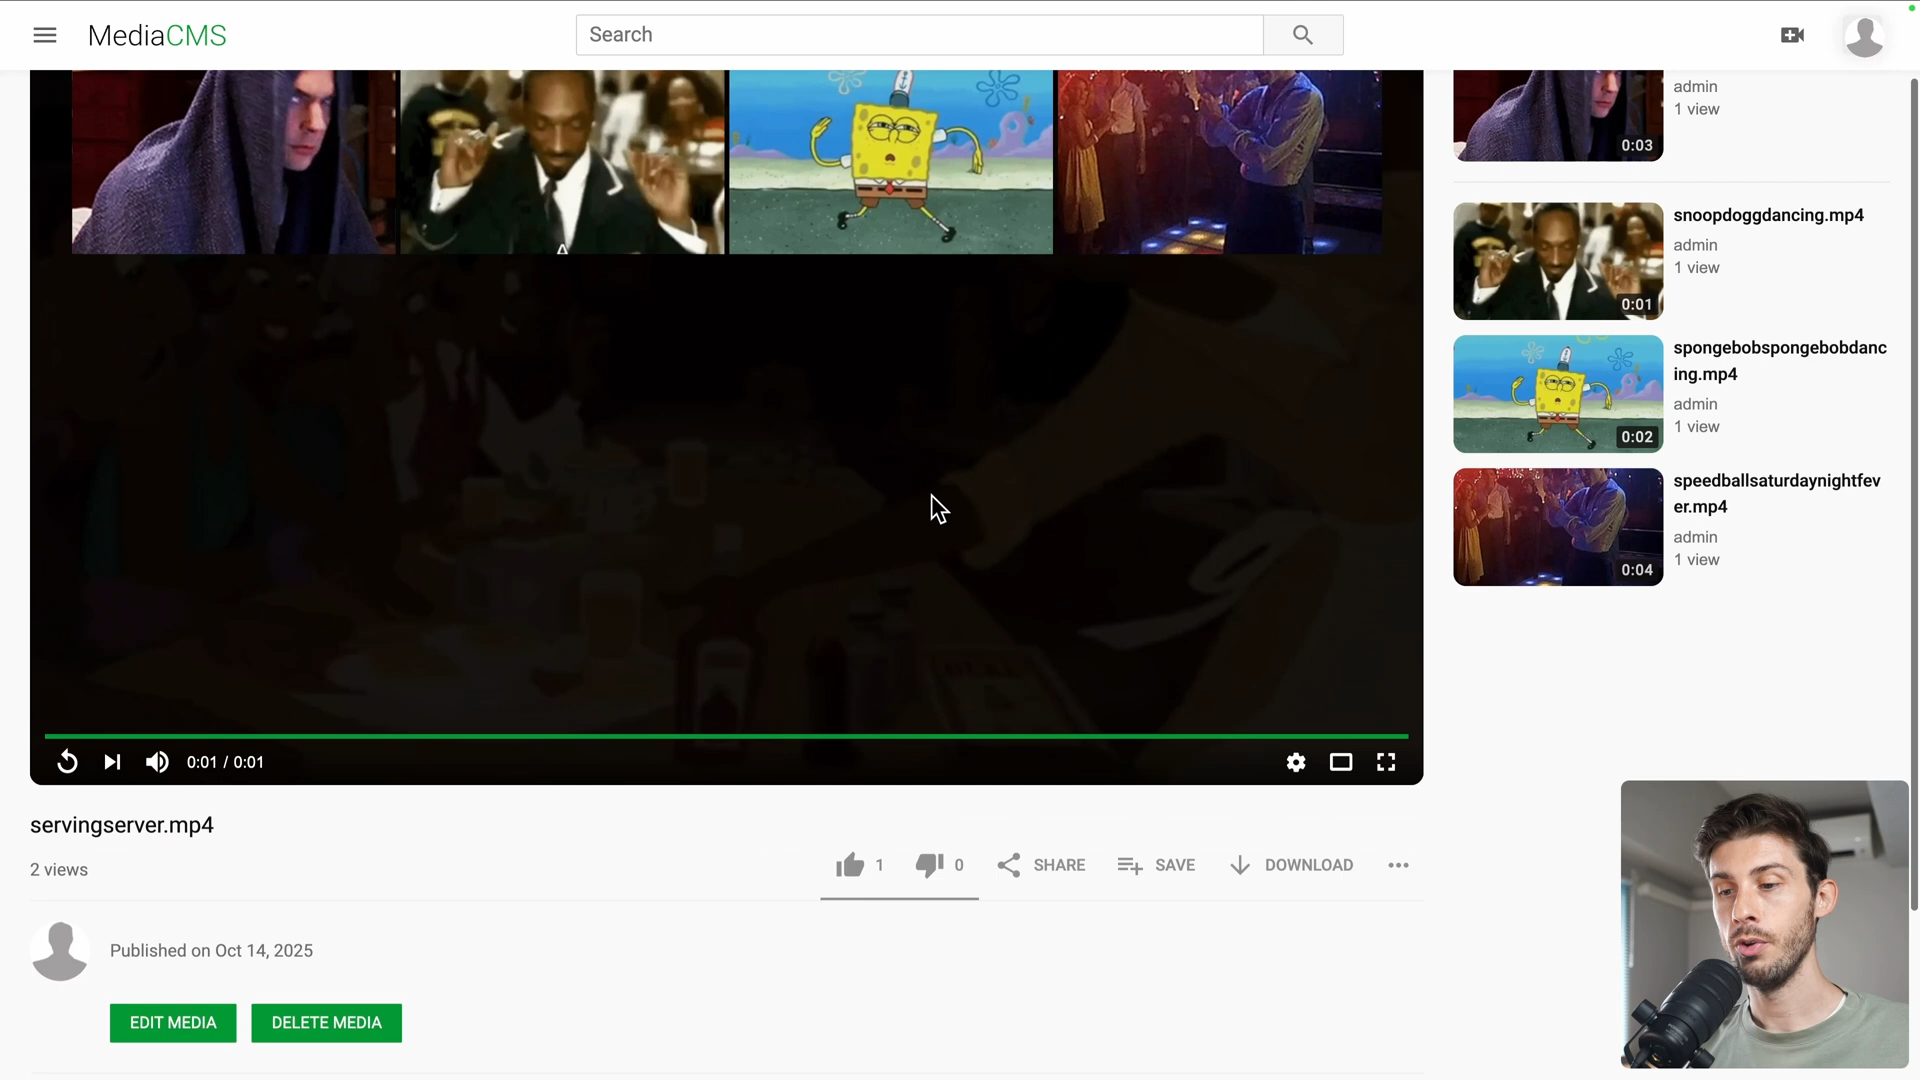 MediaCMS
Search
admin
1 view
0:03
snoopdoggdancing.mp4
admin
1 view
0:01
spongebobspongebobdanc
ing.mp4
admin
1 view
0:02
speedballsaturdaynightfev
er.mp4
admin
1 view
0:04
0:01 / 0:01
servingserver.mp4
2 views
1
0
SHARE
SAVE
DOWNLOAD
Published on Oct 14, 2025
EDIT MEDIA
DELETE MEDIA